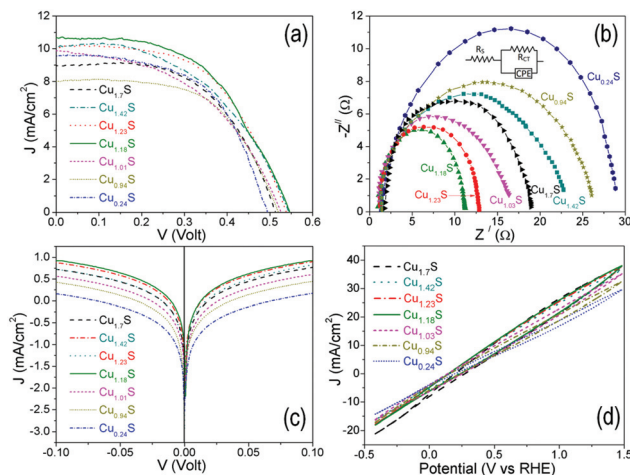 (a)
12
10
8
6
4
2
0
J (mA/cm²)
Cu1.7S
Cu1.42S
Cu1.23S
Cu1.18S
Cu1.01S
Cu0.94S
Cu0.24S
0.0 0.1 0.2 0.3 0.4 0.5 0.6
V (Volt)
(b)
12
10
8
6
4
2
0
-Z// (Ω)
RS
RCT
CPE
Cu0.24S
Cu0.94S
Cu1.18S
Cu1.23S
Cu1.03S
Cu1.7S
Cu1.42S
0 5 10 15 20 25 30
Z / (Ω)
(c)
1.0
0.5
0.0
-0.5
-1.0
-1.5
-2.0
-2.5
-3.0
J (mA/cm²)
Cu1.7S
Cu1.42S
Cu1.23S
Cu1.18S
Cu1.01S
Cu0.94S
Cu0.24S
-0.10 -0.05 0.00 0.05 0.10
V (Volt)
(d)
40
30
20
10
0
-10
-20
J (mA/cm²)
Cu1.7S
Cu1.42S
Cu1.23S
Cu1.18S
Cu1.03S
Cu0.94S
Cu0.24S
0.0 0.5 1.0 1.5
Potential (V vs RHE)